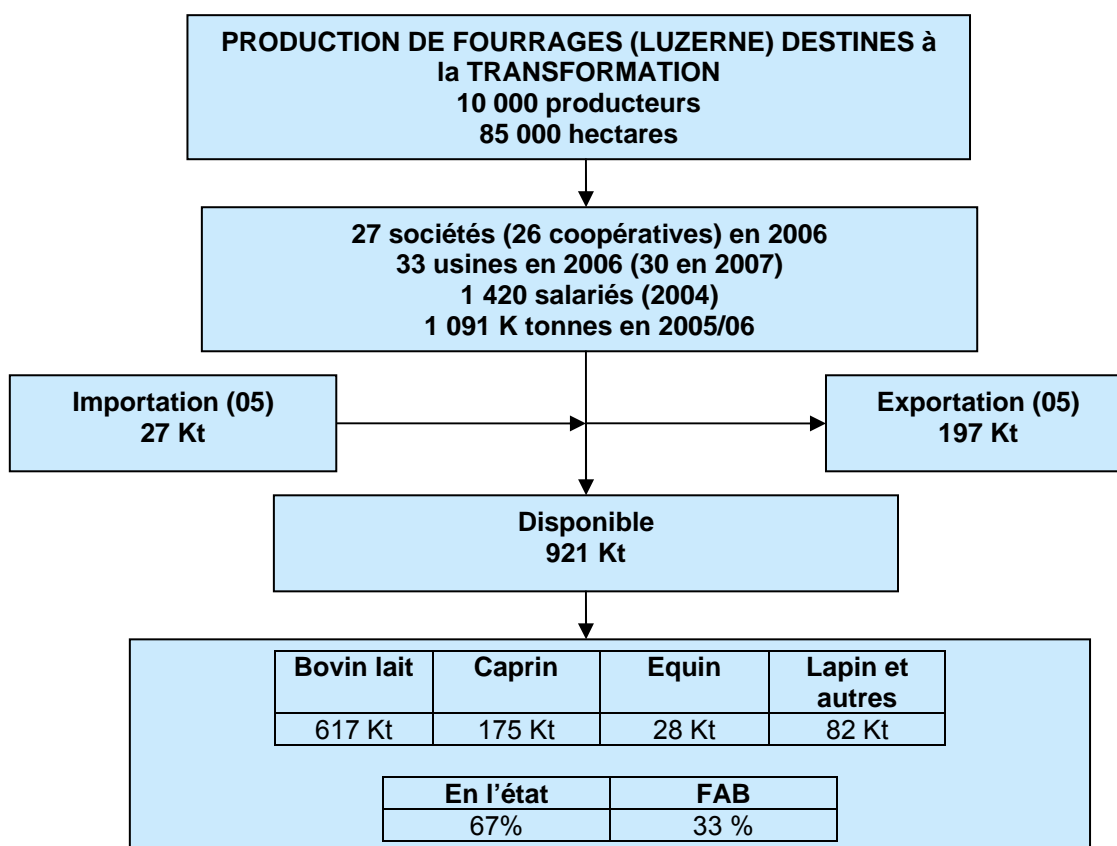 PRODUCTION DE FOURRAGES (LUZERNE) DESTINES à
la TRANSFORMATION
10 000 producteurs
85 000 hectares
27 sociétés (26 coopératives) en 2006
33 usines en 2006 (30 en 2007)
1 420 salariés (2004)
1 091 K tonnes en 2005/06
Importation (05)
27 Kt
Exportation (05)
197 Kt
Disponible
921 Kt
Bovin lait Caprin Equin Lapin et
autres
617 Kt 175 Kt 28 Kt 82 Kt
En l’état FAB
67% 33 %